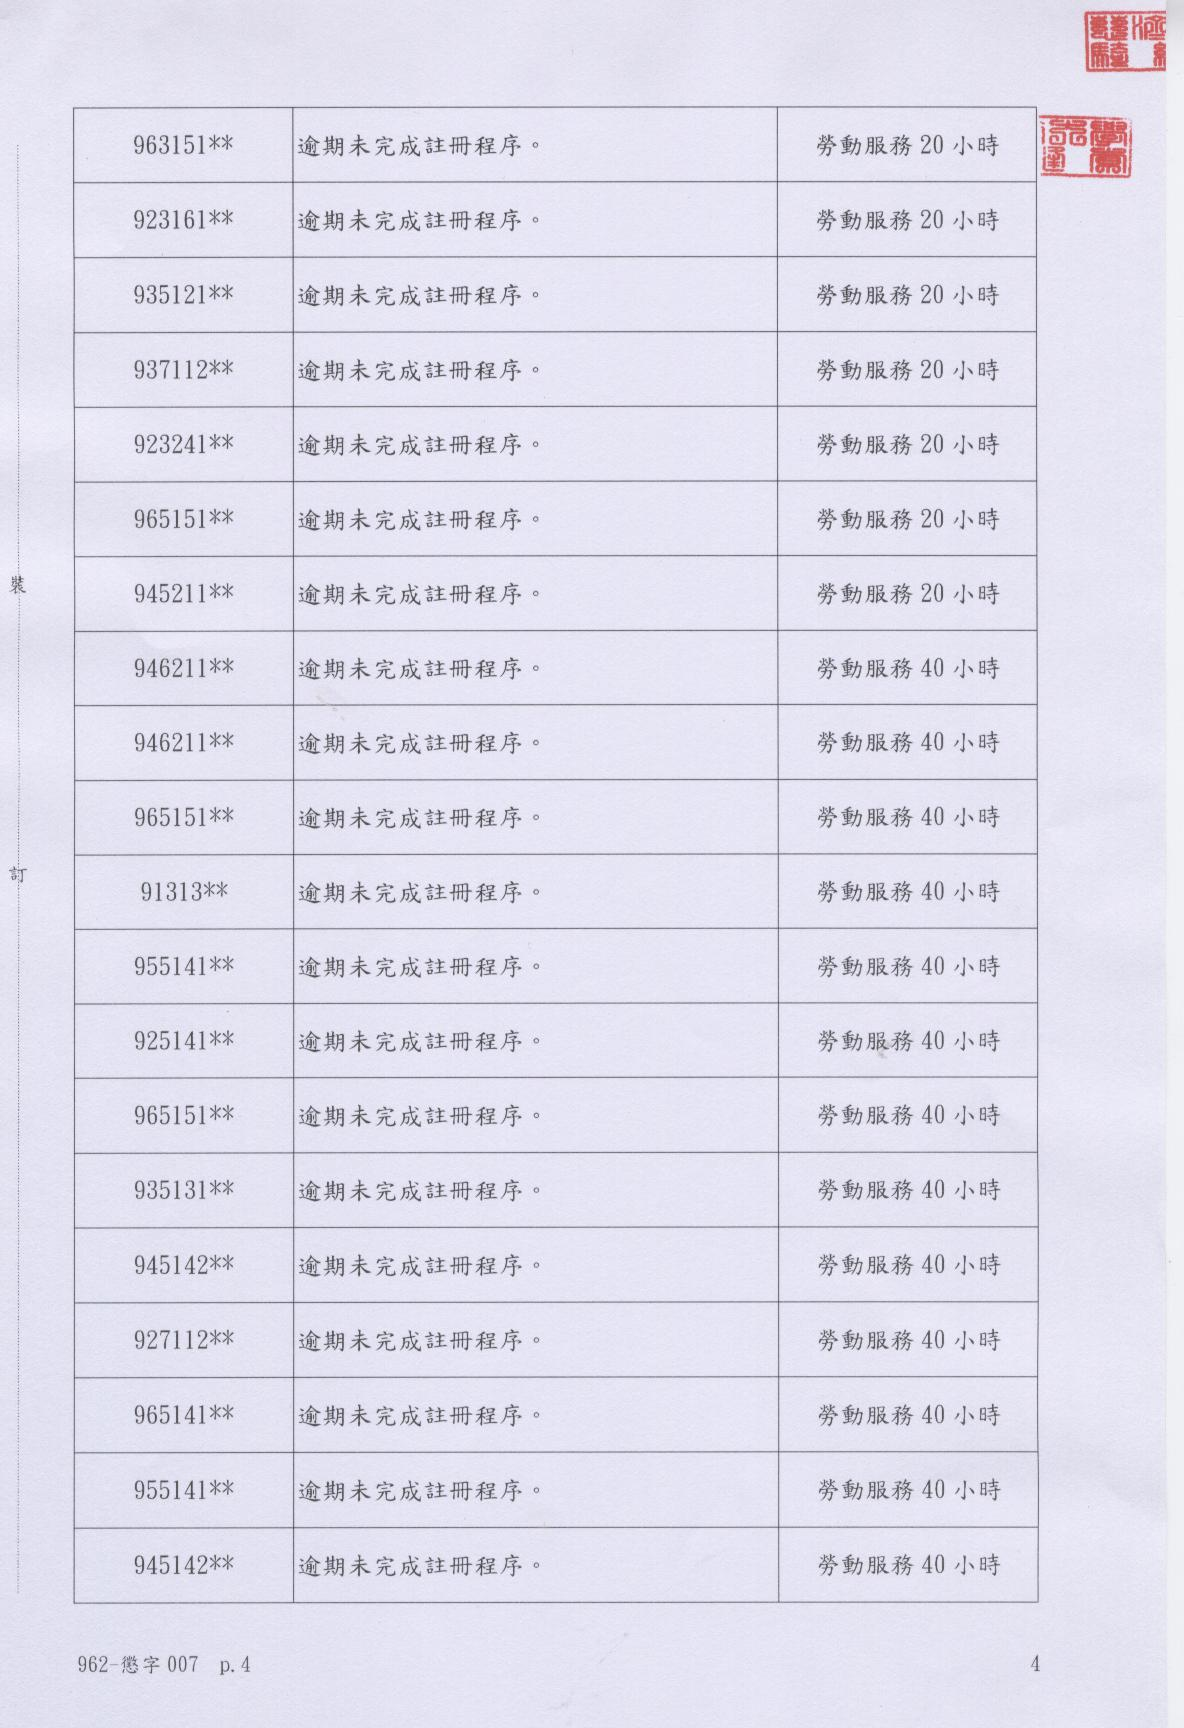 963151** 逾期未完成註冊程序。 勞動服務 20 小時
923161** 逾期未完成註冊程序。 勞動服務 20 小時
935121** 逾期未完成註冊程序。 勞動服務 20 小時
937112** 逾期未完成註冊程序。 勞動服務 20 小時
923241** 逾期未完成註冊程序。 勞動服務 20 小時
965151** 逾期未完成註冊程序。 勞動服務 20 小時
945211** 逾期未完成註冊程序。 勞動服務 20 小時
946211** 逾期未完成註冊程序。 勞動服務 40 小時
946211** 逾期未完成註冊程序。 勞動服務 40 小時
965151** 逾期未完成註冊程序。 勞動服務 40 小時
91313** 逾期未完成註冊程序。 勞動服務 40 小時
955141** 逾期未完成註冊程序。 勞動服務 40 小時
925141** 逾期未完成註冊程序。 勞動服務 40 小時
965151** 逾期未完成註冊程序。 勞動服務 40 小時
935131** 逾期未完成註冊程序。 勞動服務 40 小時
945142** 逾期未完成註冊程序。 勞動服務 40 小時
927112** 逾期未完成註冊程序。 勞動服務 40 小時
965141** 逾期未完成註冊程序。 勞動服務 40 小時
955141** 逾期未完成註冊程序。 勞動服務 40 小時
945142** 逾期未完成註冊程序。 勞動服務 40 小時
裝
訂
962-懲字 007 p.4 4